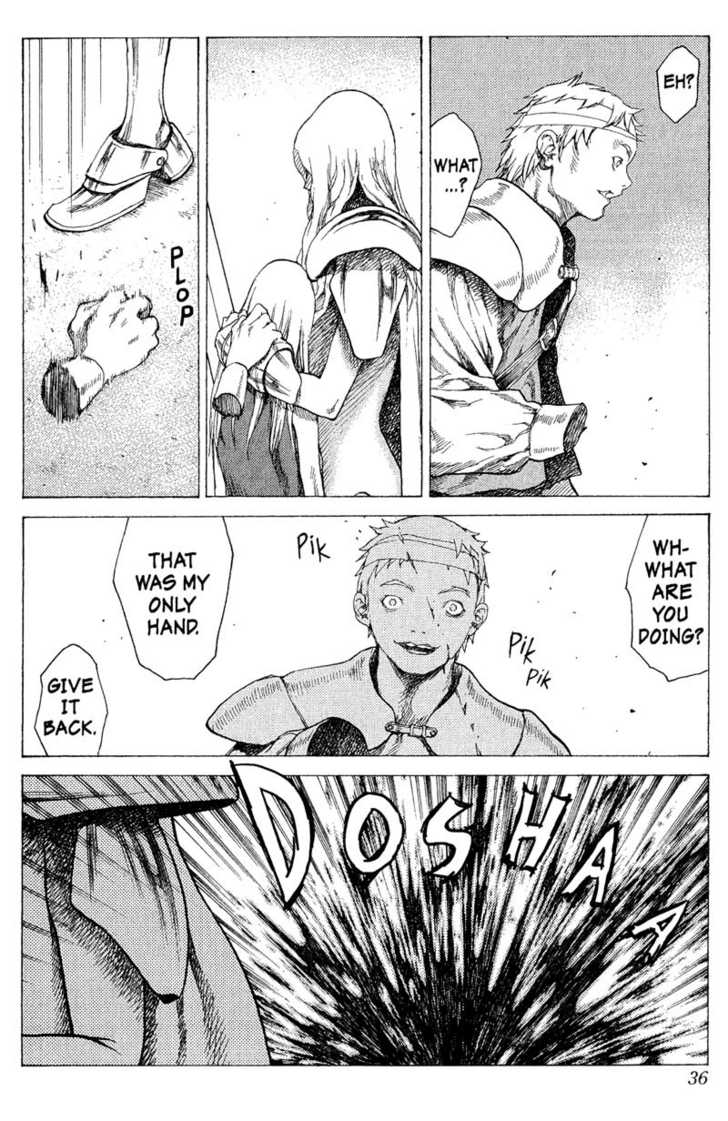 EH?
WHAT
...?
PLOP
WH-
WHAT
ARE
YOU
DOING?
PiK
PiK
PiK
THAT
WAS MY
ONLY
HAND.
GIVE
IT
BACK.
DOSHAA
36